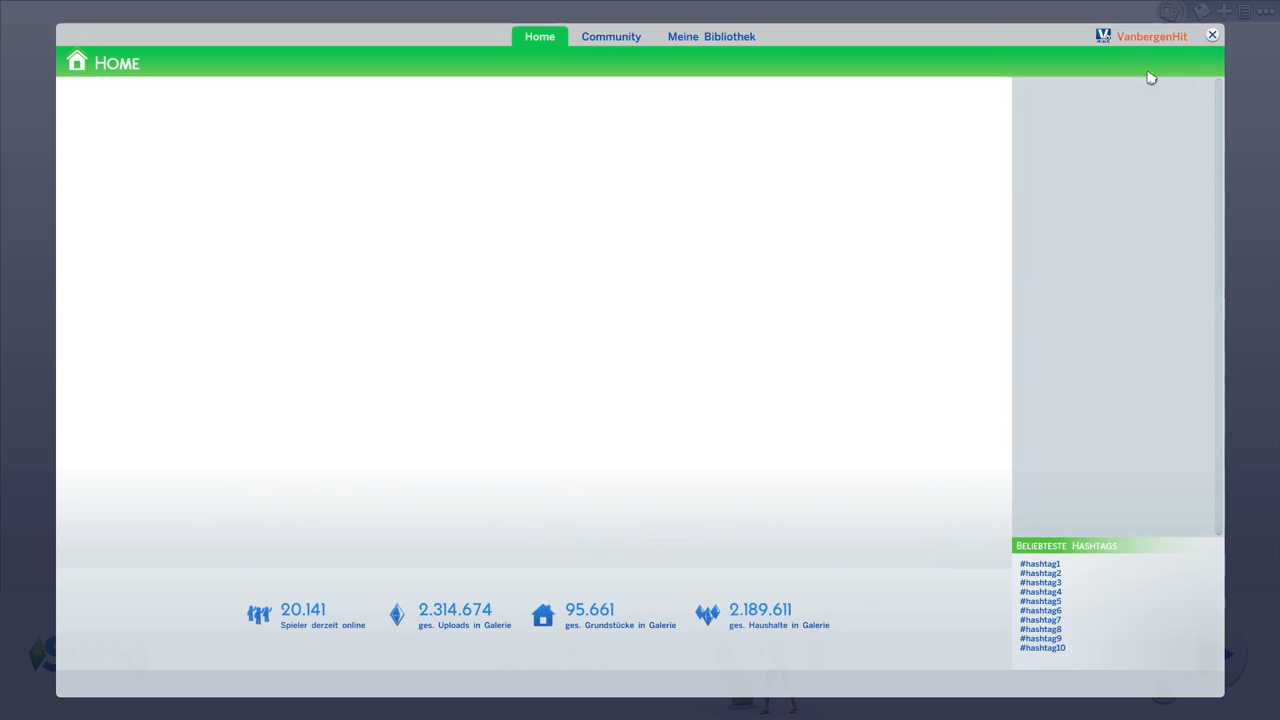 Home Community Meine Bibliothek VanbergenHit
HOME
BELIEBTESTE HASHTAGS
#hashtag1
#hashtag2
#hashtag3
#hashtag4
#hashtag5
#hashtag6
#hashtag7
#hashtag8
#hashtag9
#hashtag10
20.141 2.314.674 95.661 2.189.611
Spieler derzeit online ges. Uploads in Galerie ges. Grundstücke in Galerie ges. Haushalte in Galerie